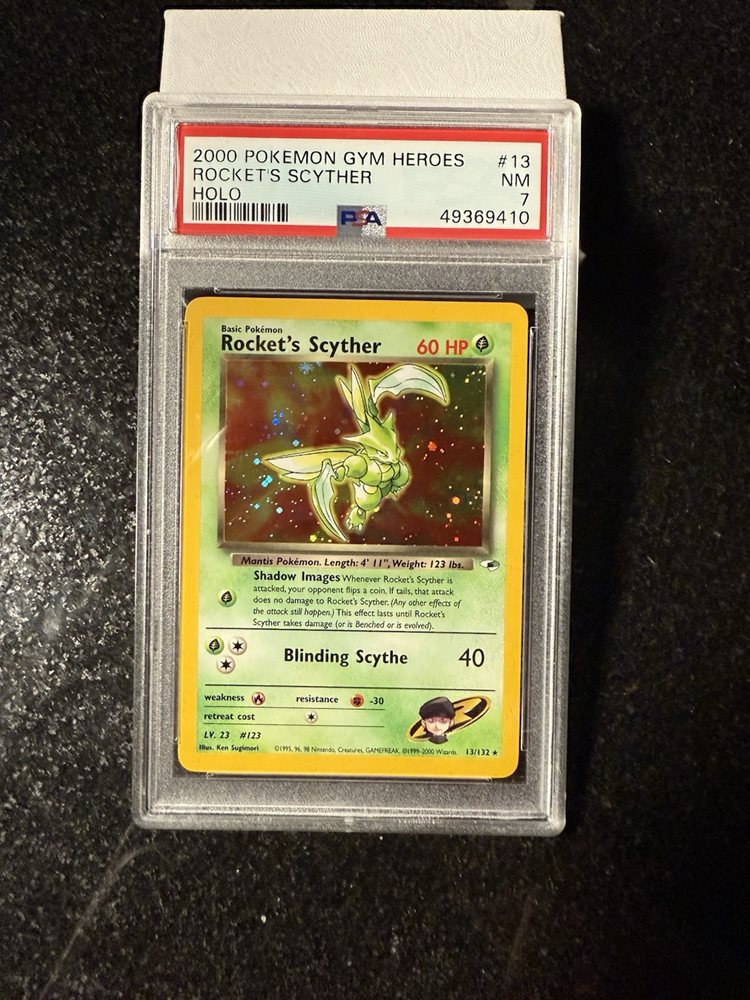 2000 POKEMON GYM HEROES #13
ROCKET'S SCYTHER NM
HOLO 7
PSA 49369410
Basic Pokémon
Rocket's Scyther 60 HP
Mantis Pokémon. Length: 4' 11", Weight: 123 lbs.
Shadow Images Whenever Rocket's Scyther is
attacked, your opponent flips a coin. If tails, that attack
does no damage to Rocket's Scyther. (Any other effects of
the attack still happen.) This effect lasts until Rocket's
Scyther takes damage (or is Benched or is evolved).
Blinding Scythe 40
weakness resistance -30
retreat cost
LV. 23 #123
Illus. Ken Sugimori ©1995, 96, 98 Nintendo, Creatures, GAMEFREAK. ©1999-2000 Wizards. 13/132 ★